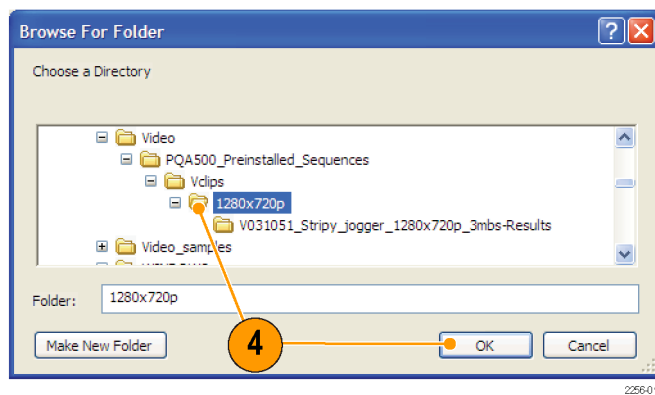 Browse For Folder
Choose a Directory
Video
PQA500_Preinstalled_Sequences
Vclips
1280x720p
V031051_Stripy_jogger_1280x720p_3mbs-Results
Video_samples
Folder: 1280x720p
Make New Folder 4 OK Cancel